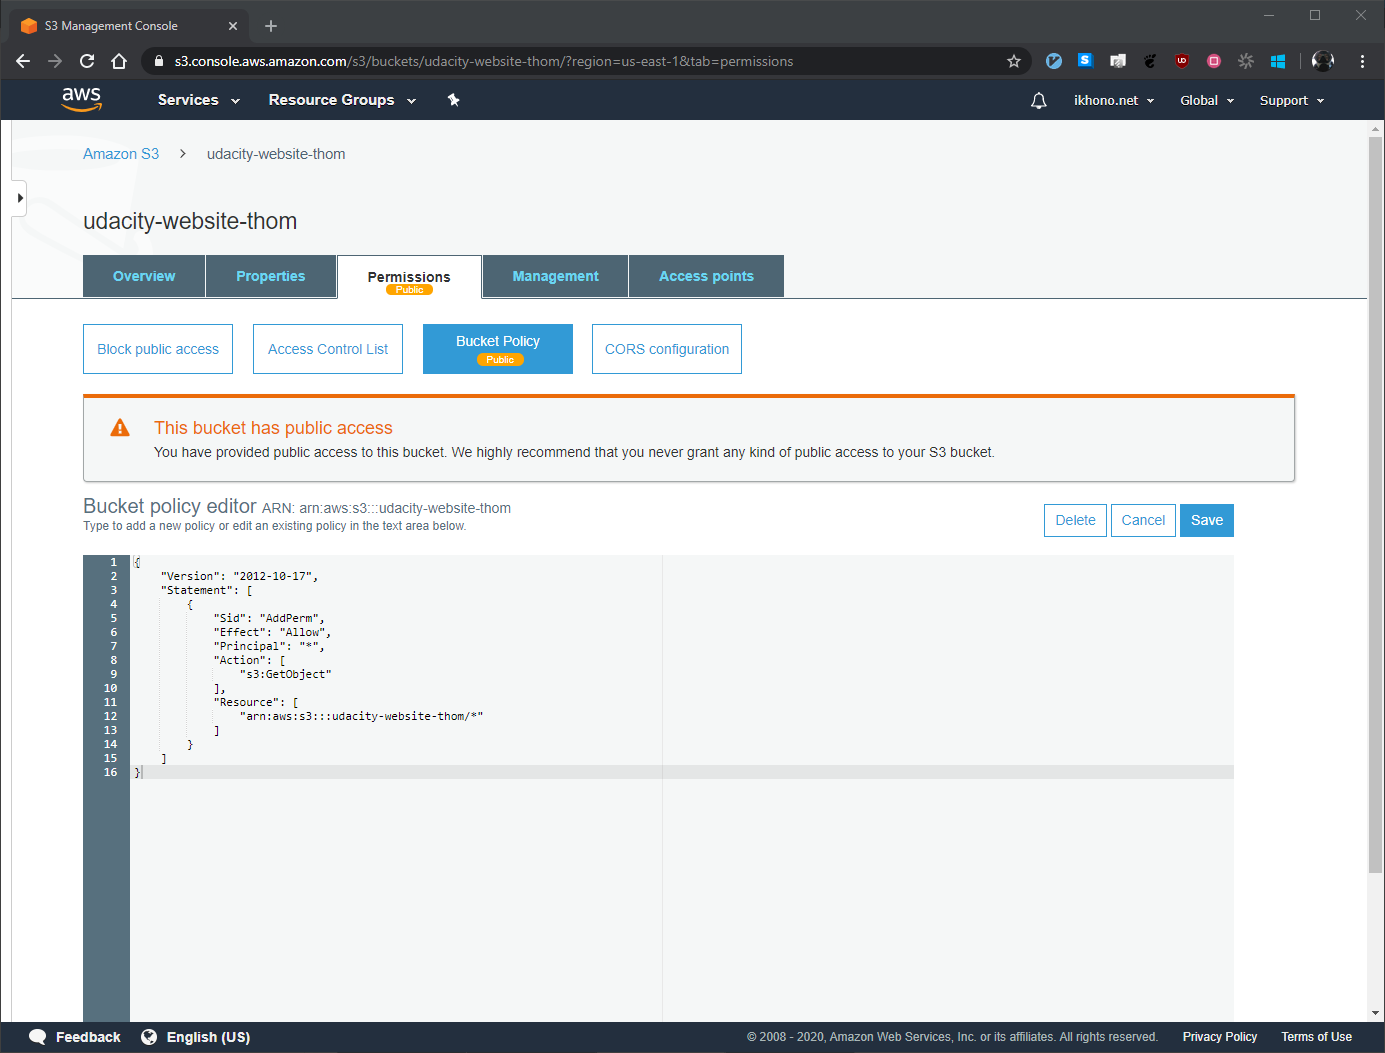 S3 Management Console
s3.console.aws.amazon.com/s3/buckets/udacity-website-thom/?region=us-east-1&tab=permissions
aws Services Resource Groups ikhono.net Global Support
Amazon S3 > udacity-website-thom
udacity-website-thom
Overview Properties Permissions Management Access points
Public
Block public access Access Control List Bucket Policy CORS configuration
Public
This bucket has public access
You have provided public access to this bucket. We highly recommend that you never grant any kind of public access to your S3 bucket.
Bucket policy editor ARN: arn:aws:s3:::udacity-website-thom
Type to add a new policy or edit an existing policy in the text area below.
Delete Cancel Save
1 {
2 "Version": "2012-10-17",
3 "Statement": [
4 {
5 "Sid": "AddPerm",
6 "Effect": "Allow",
7 "Principal": "*",
8 "Action": [
9 "s3:GetObject"
10 ],
11 "Resource": [
12 "arn:aws:s3:::udacity-website-thom/*"
13 ]
14 }
15 ]
16 }
Feedback English (US) © 2008 - 2020, Amazon Web Services, Inc. or its affiliates. All rights reserved. Privacy Policy Terms of Use